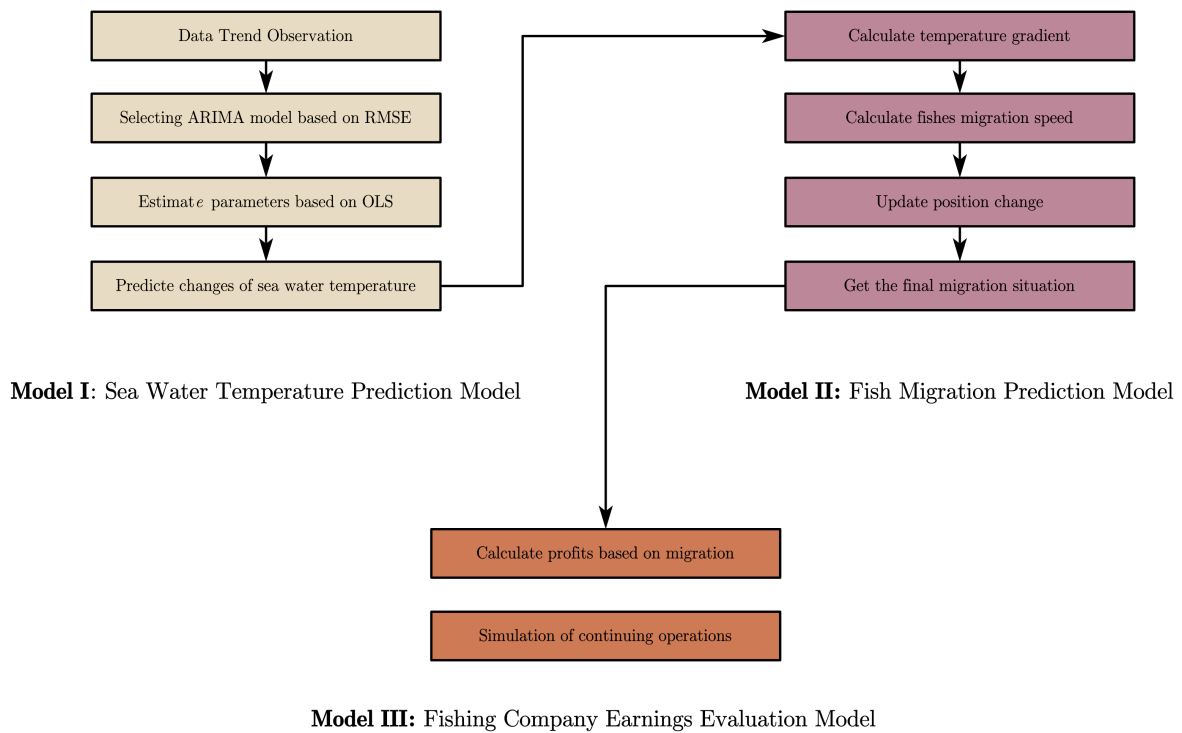 Data Trend Observation
Selecting ARIMA model based on RMSE
Estimate parameters based on OLS
Predicte changes of sea water temperature
Model I: Sea Water Temperature Prediction Model
Calculate temperature gradient
Calculate fishes migration speed
Update position change
Get the final migration situation
Model II: Fish Migration Prediction Model
Calculate profits based on migration
Simulation of continuing operations
Model III: Fishing Company Earnings Evaluation Model